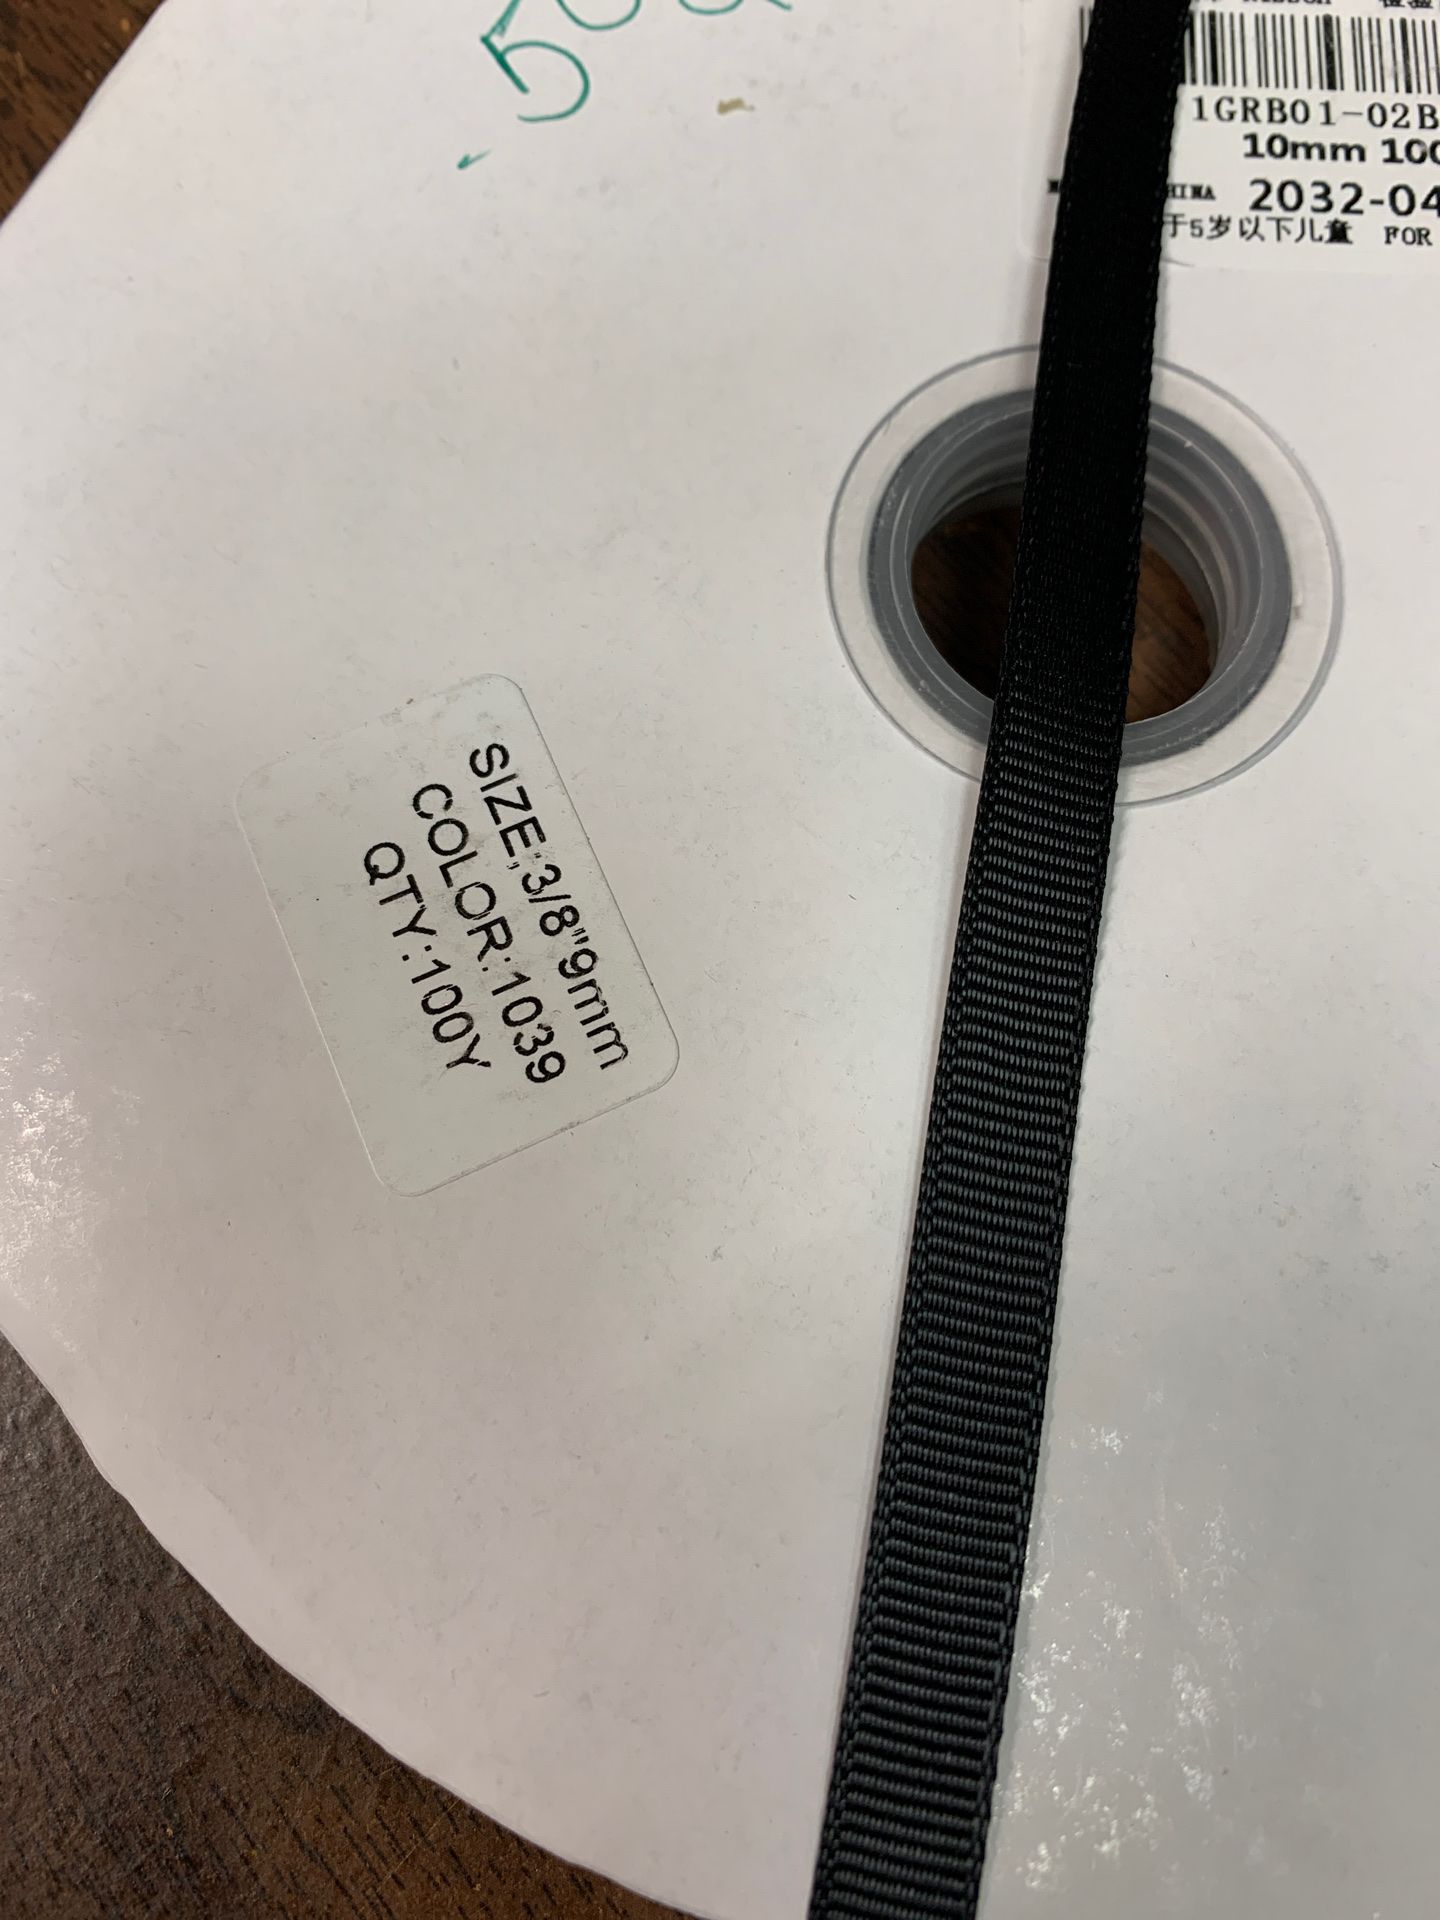 1GRB01-02B
10mm 100
HINA 2032-04
于5岁以下儿童 FOR
SIZE:3/8"9mm
COLOR:1039
QTY:100Y